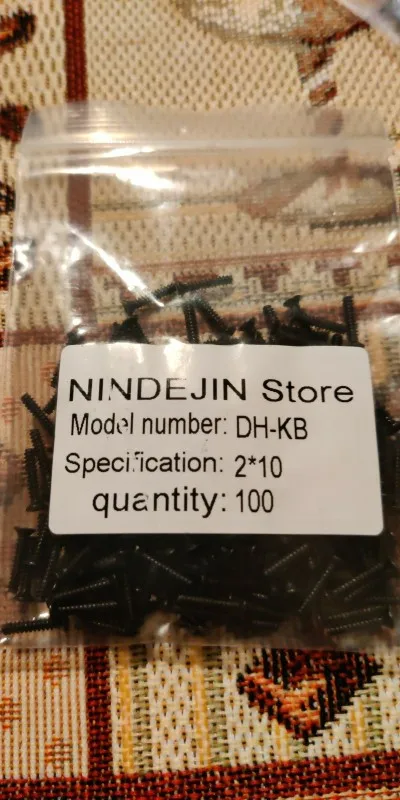 NINDEJIN Store
Model number: DH-KB
Specification: 2*10
quantity: 100